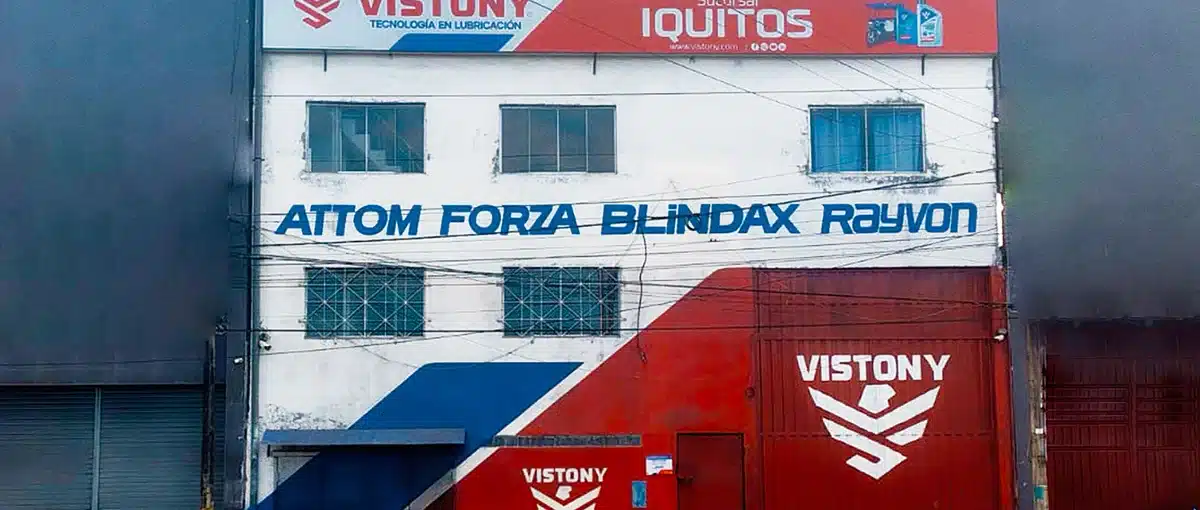 VISTONY
TECNOLOGÍA EN LUBRICACIÓN
Sucursal
IQUITOS
www.vistony.com
ATTOM FORZA BLINDAX Rayvon
VISTONY
VISTONY